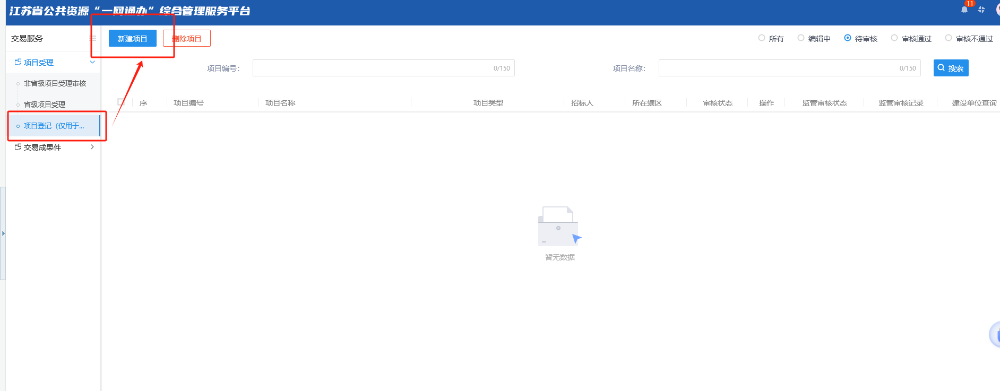 江苏省公共资源“一网通办”综合管理服务平台
11
交易服务
新建项目 删除项目
所有 编辑中 待审核 审核通过 审核不通过
项目受理
项目编号： 0/150 项目名称： 0/150 搜索
非省级项目受理审核
序 项目编号 项目名称 项目类型 招标人 所在辖区 审核状态 操作 监管审核状态 监管审核记录 建设单位查询
省级项目受理
项目登记（仅用于...
交易成果件
暂无数据